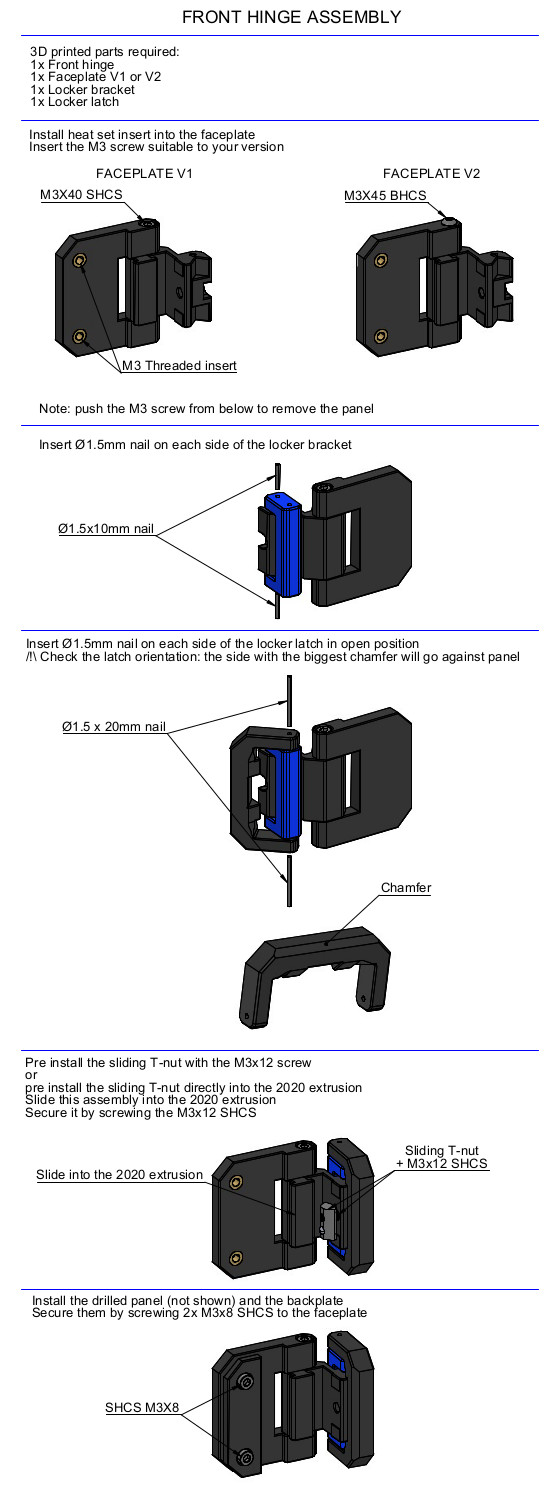 FRONT HINGE ASSEMBLY
3D printed parts required:
1x Front hinge
1x Faceplate V1 or V2
1x Locker bracket
1x Locker latch
Install heat set insert into the faceplate
Insert the M3 screw suitable to your version
FACEPLATE V1
FACEPLATE V2
M3X40 SHCS
M3X45 BHCS
M3 Threaded insert
Note: push the M3 screw from below to remove the panel
Insert Ø1.5mm nail on each side of the locker bracket
Ø1.5x10mm nail
Insert Ø1.5mm nail on each side of the locker latch in open position
/!\ Check the latch orientation: the side with the biggest chamfer will go against panel
Ø1.5 x 20mm nail
Chamfer
Pre install the sliding T-nut with the M3x12 screw
or
pre install the sliding T-nut directly into the 2020 extrusion
Slide this assembly into the 2020 extrusion
Secure it by screwing the M3x12 SHCS
Slide into the 2020 extrusion
Sliding T-nut
+ M3x12 SHCS
Install the drilled panel (not shown) and the backplate
Secure them by screwing 2x M3x8 SHCS to the faceplate
SHCS M3X8